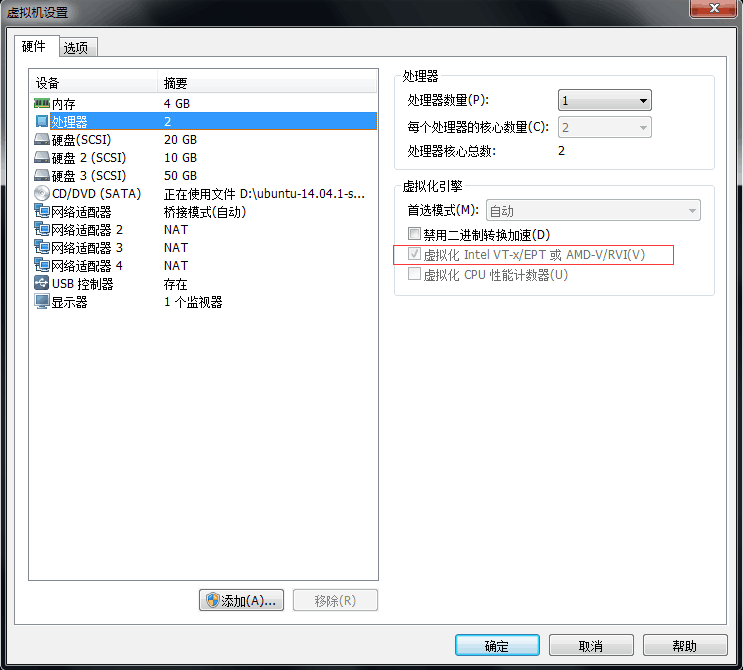 虚拟机设置
硬件 选项
设备 摘要
内存 4 GB
处理器 2
硬盘(SCSI) 20 GB
硬盘 2 (SCSI) 10 GB
硬盘 3 (SCSI) 50 GB
CD/DVD (SATA) 正在使用文件 D:\ubuntu-14.04.1-s...
网络适配器 桥接模式(自动)
网络适配器 2 NAT
网络适配器 3 NAT
网络适配器 4 NAT
USB 控制器 存在
显示器 1 个监视器
添加(A)... 移除(R)
处理器
处理器数量(P): 1
每个处理器的核心数量(C): 2
处理器核心总数: 2
虚拟化引擎
首选模式(M): 自动
禁用二进制转换加速(D)
虚拟化 Intel VT-x/EPT 或 AMD-V/RVI(V)
虚拟化 CPU 性能计数器(U)
确定 取消 帮助